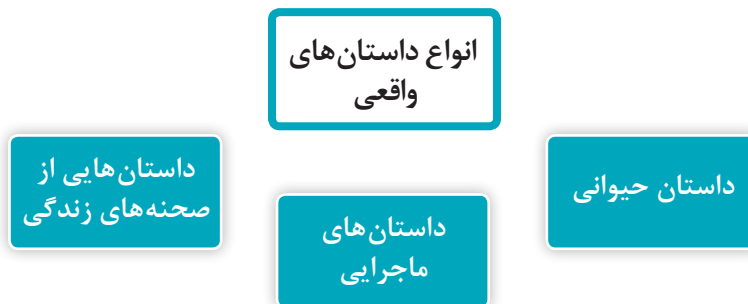 انواع داستان‌های
واقعی
داستان حیوانی
داستان‌های
ماجرایی
داستان‌هایی از
صحنه‌های زندگی